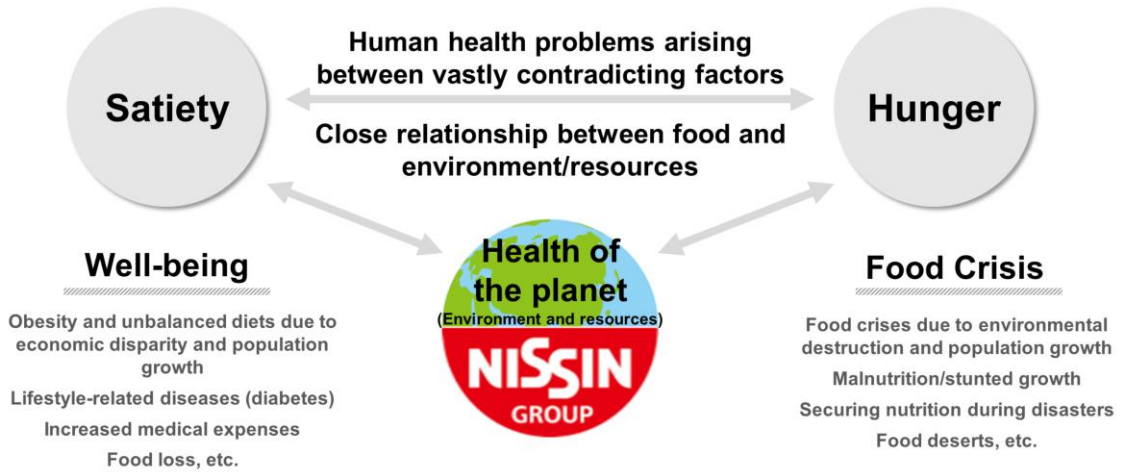 Human health problems arising
between vastly contradicting factors
Satiety
Hunger
Close relationship between food and
environment/resources
Health of
the planet
(Environment and resources)
NISSIN
GROUP
Well-being
Obesity and unbalanced diets due to
economic disparity and population
growth
Lifestyle-related diseases (diabetes)
Increased medical expenses
Food loss, etc.
Food Crisis
Food crises due to environmental
destruction and population growth
Malnutrition/stunted growth
Securing nutrition during disasters
Food deserts, etc.